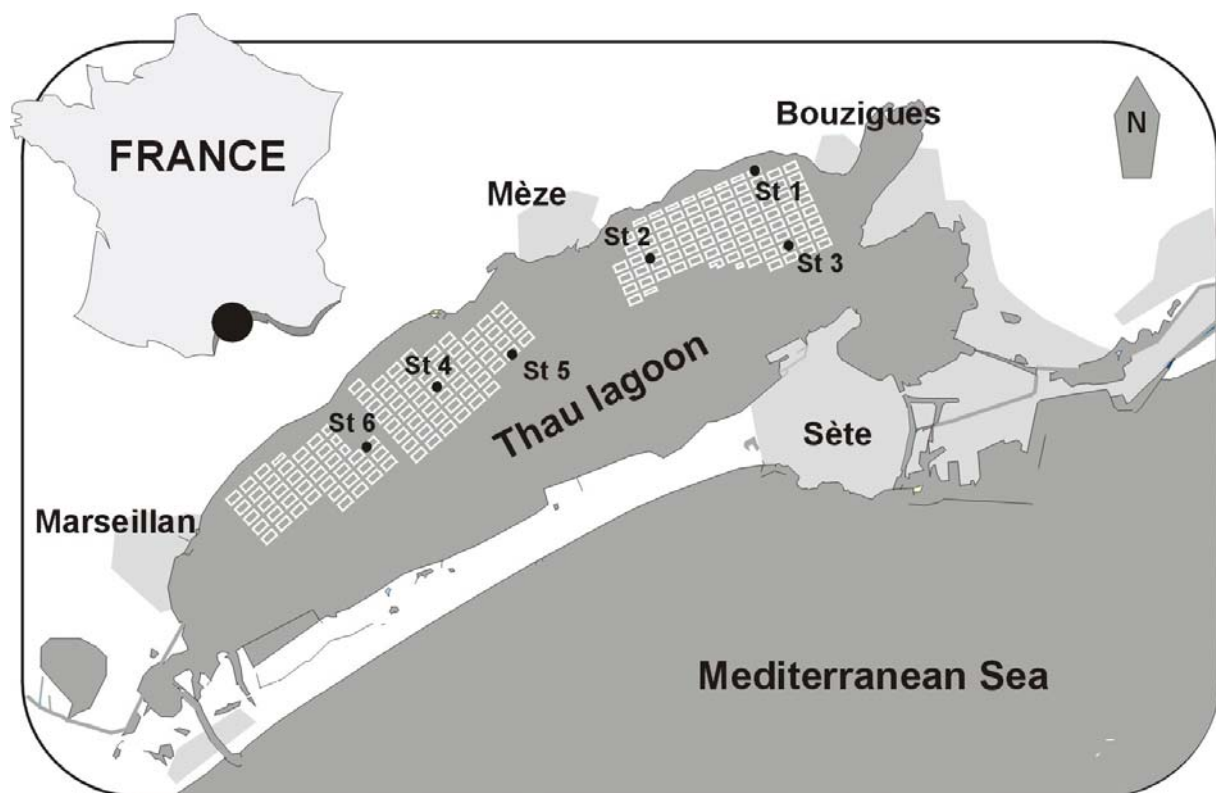 FRANCE
Bouzigues
N
Mèze
St 1
St 2
St 3
St 4
St 5
Thau lagoon
St 6
Sète
Marseillan
Mediterranean Sea